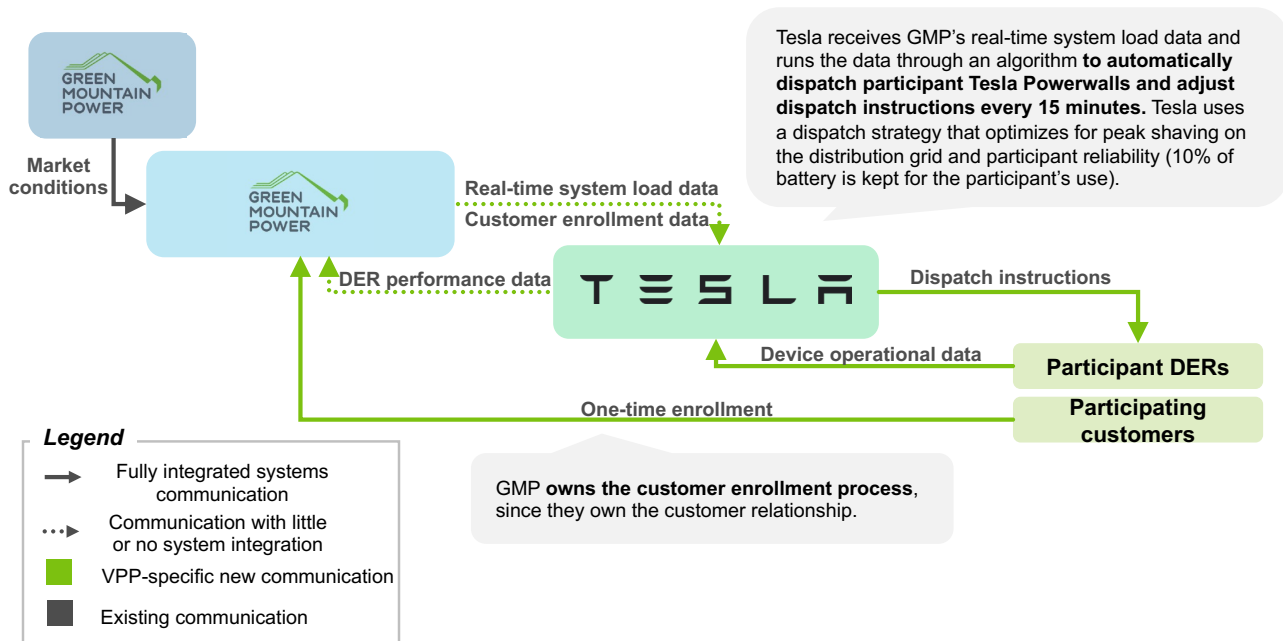 GREEN
MOUNTAIN
POWER
Market
conditions
GREEN
MOUNTAIN
POWER
Real-time system load data
Customer enrollment data
DER performance data
TESLA
Tesla receives GMP’s real-time system load data and
runs the data through an algorithm to automatically
dispatch participant Tesla Powerwalls and adjust
dispatch instructions every 15 minutes. Tesla uses
a dispatch strategy that optimizes for peak shaving on
the distribution grid and participant reliability (10% of
battery is kept for the participant’s use).
Dispatch instructions
Device operational data
Participant DERs
One-time enrollment
Participating
customers
GMP owns the customer enrollment process,
since they own the customer relationship.
Legend
Fully integrated systems
communication
Communication with little
or no system integration
VPP-specific new communication
Existing communication